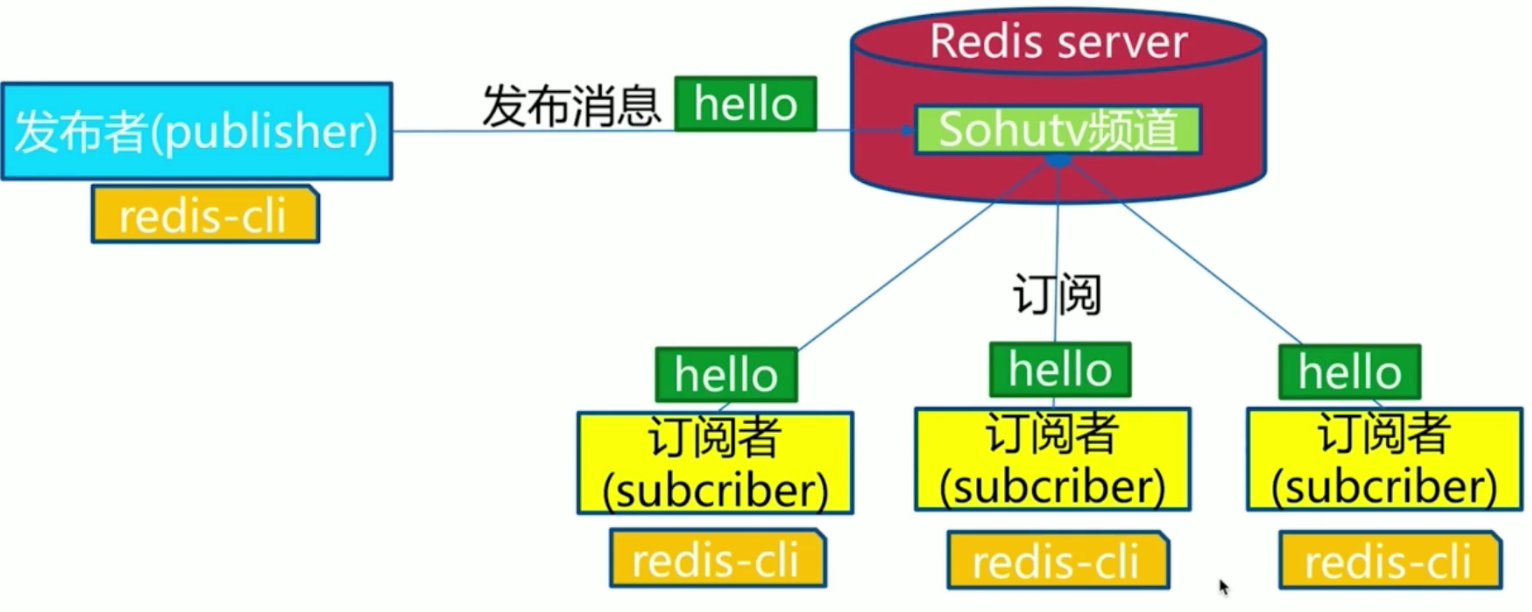 Redis server
发布者(publisher)
发布消息
hello
Sohutv频道
redis-cli
订阅
hello
hello
hello
订阅者
(subcriber)
订阅者
(subcriber)
订阅者
(subcriber)
redis-cli
redis-cli
redis-cli